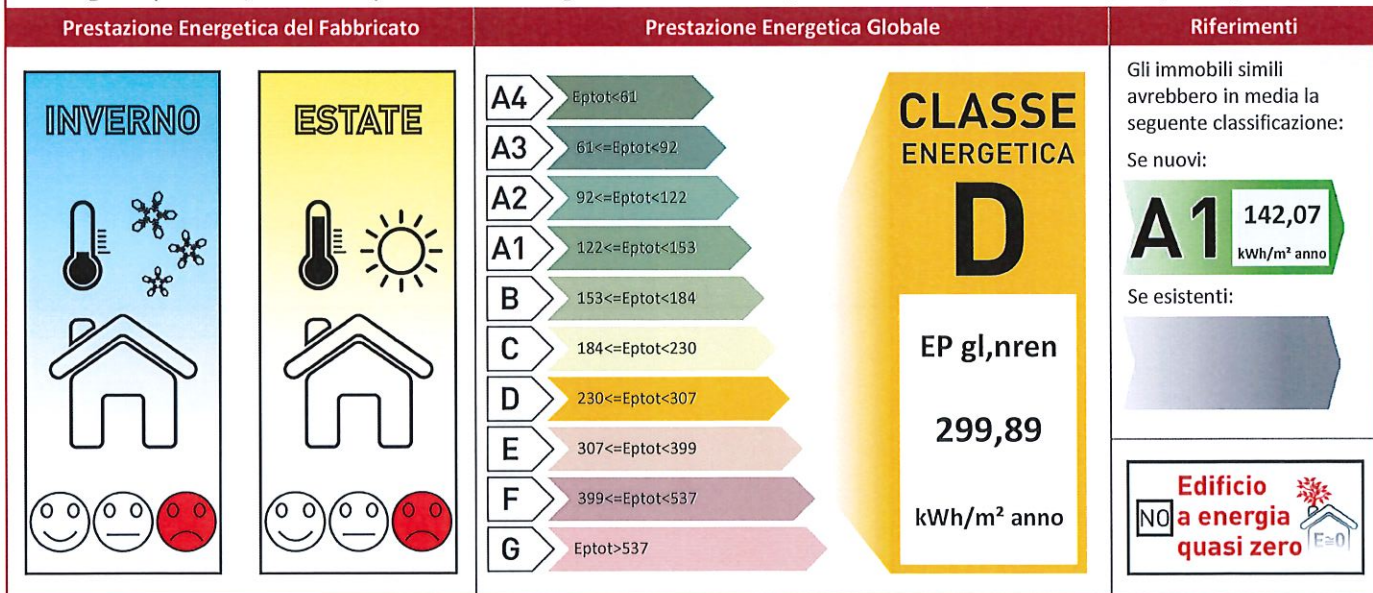 Prestazione Energetica del Fabbricato
Prestazione Energetica Globale
Riferimenti
INVERNO
ESTATE
A4 Eptot<61
A3 61<=Eptot<92
A2 92<=Eptot<122
A1 122<=Eptot<153
B 153<=Eptot<184
C 184<=Eptot<230
D 230<=Eptot<307
E 307<=Eptot<399
F 399<=Eptot<537
G Eptot>537
CLASSE
ENERGETICA
D
EP gl,nren
299,89
kWh/m² anno
Gli immobili simili
avrebbero in media la
seguente classificazione:
Se nuovi:
A1 142,07
kWh/m² anno
Se esistenti:
NO
Edificio
a energia
quasi zero
E≅0